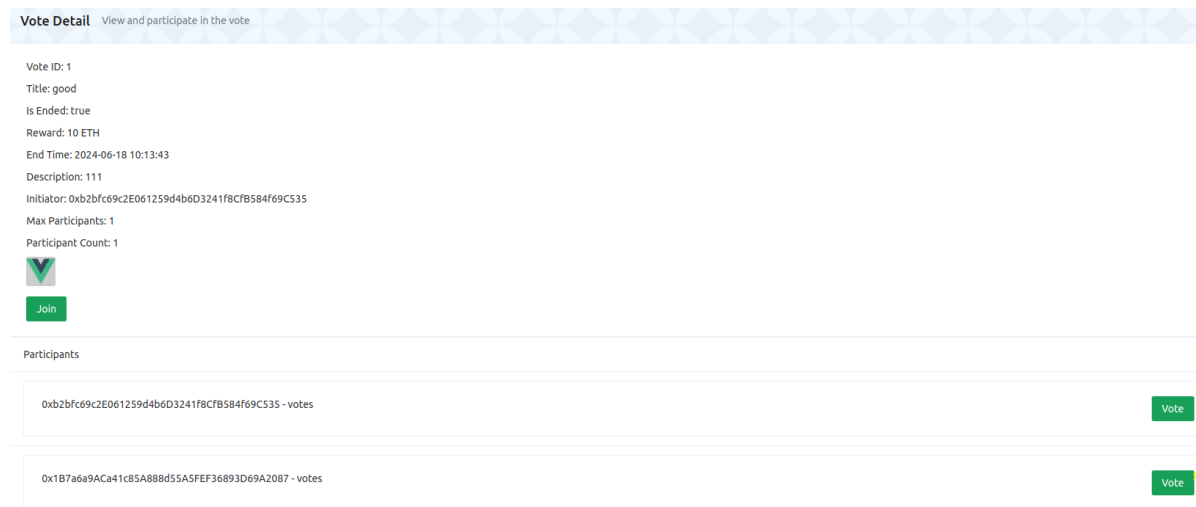 Vote Detail View and participate in the vote
Vote ID: 1
Title: good
Is Ended: true
Reward: 10 ETH
End Time: 2024-06-18 10:13:43
Description: 111
Initiator: 0xb2bfc69c2E061259d4b6D3241f8CfB584f69C535
Max Participants: 1
Participant Count: 1
Join
Participants
0xb2bfc69c2E061259d4b6D3241f8CfB584f69C535 - votes
Vote
0x1B7a6a9ACa41c85A888d55A5FEF36893D69A2087 - votes
Vote